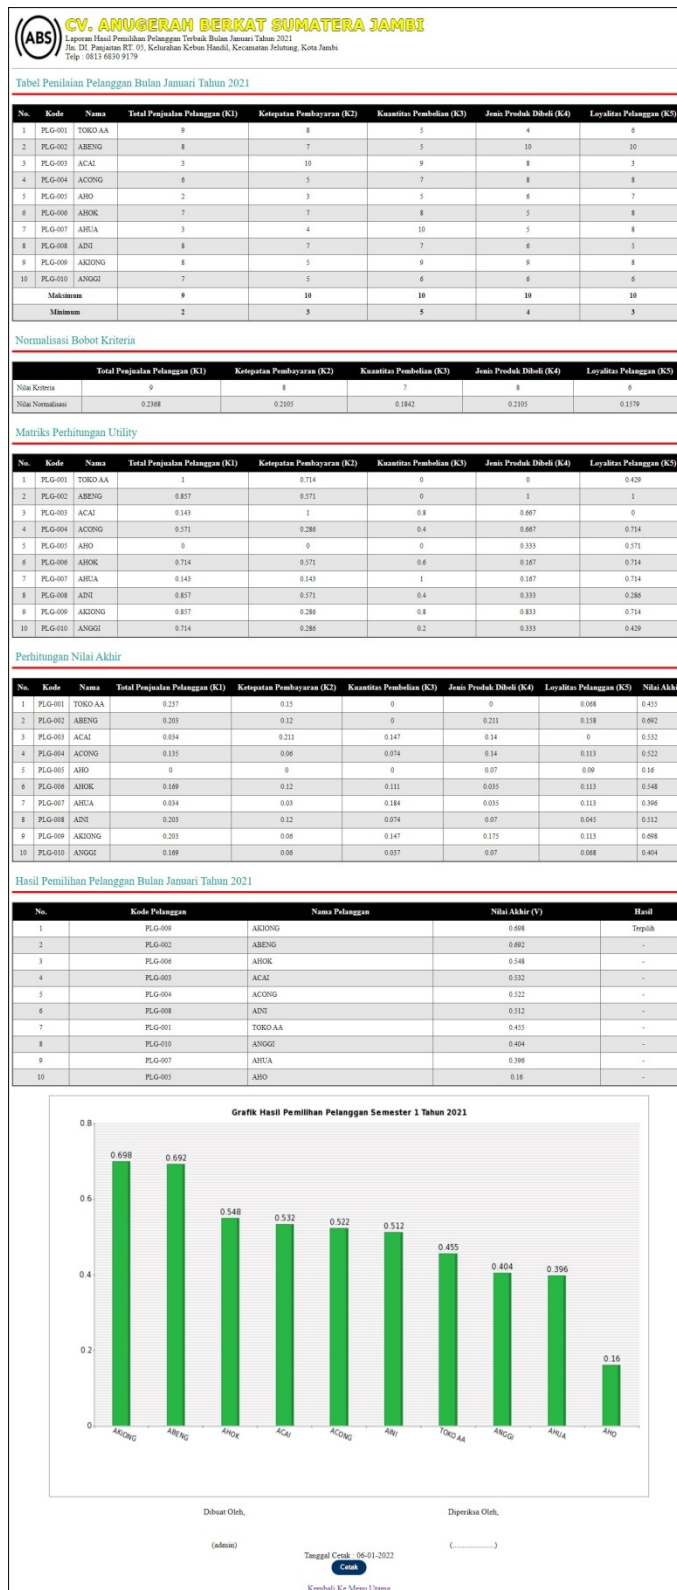 (ABS)
CV. ANUGERAH BERKAT SUMATERA JAMBI
Laporan Hasil Pemilihan Pelanggan Terbaik Bulan Januari Tahun 2021
Jln. DI. Panjaitan RT. 05, Kelurahan Kebun Handil, Kecamatan Jelutung, Kota Jambi
Telp : 0813 6830 9179
Tabel Penilaian Pelanggan Bulan Januari Tahun 2021
No. Kode Nama Total Penjualan Pelanggan (K1) Ketepatan Pembayaran (K2) Kuantitas Pembelian (K3) Jenis Produk Dibeli (K4) Loyalitas Pelanggan (K5)
1 PLG-001 TOKO AA 9 8 5 4 6
2 PLG-002 ABENG 8 7 5 10 10
3 PLG-003 ACAI 3 10 9 8 3
4 PLG-004 ACONG 6 5 7 8 8
5 PLG-005 AHO 2 3 5 6 7
6 PLG-006 AHOK 7 7 8 5 8
7 PLG-007 AHUA 3 4 10 5 8
8 PLG-008 AINI 8 7 7 6 5
9 PLG-009 AKIONG 8 5 9 9 8
10 PLG-010 ANGGI 7 5 6 6 6
Maksimum 9 10 10 10 10
Minimum 2 3 5 4 3
Normalisasi Bobot Kriteria
Total Penjualan Pelanggan (K1) Ketepatan Pembayaran (K2) Kuantitas Pembelian (K3) Jenis Produk Dibeli (K4) Loyalitas Pelanggan (K5)
Nilai Kriteria 9 8 7 8 6
Nilai Normalisasi 0.2368 0.2105 0.1842 0.2105 0.1579
Matriks Perhitungan Utility
No. Kode Nama Total Penjualan Pelanggan (K1) Ketepatan Pembayaran (K2) Kuantitas Pembelian (K3) Jenis Produk Dibeli (K4) Loyalitas Pelanggan (K5)
1 PLG-001 TOKO AA 1 0.714 0 0 0.429
2 PLG-002 ABENG 0.857 0.571 0 1 1
3 PLG-003 ACAI 0.143 1 0.8 0.667 0
4 PLG-004 ACONG 0.571 0.286 0.4 0.667 0.714
5 PLG-005 AHO 0 0 0 0.333 0.571
6 PLG-006 AHOK 0.714 0.571 0.6 0.167 0.714
7 PLG-007 AHUA 0.143 0.143 1 0.167 0.714
8 PLG-008 AINI 0.857 0.571 0.4 0.333 0.286
9 PLG-009 AKIONG 0.857 0.286 0.8 0.833 0.714
10 PLG-010 ANGGI 0.714 0.286 0.2 0.333 0.429
Perhitungan Nilai Akhir
No. Kode Nama Total Penjualan Pelanggan (K1) Ketepatan Pembayaran (K2) Kuantitas Pembelian (K3) Jenis Produk Dibeli (K4) Loyalitas Pelanggan (K5) Nilai Akhi
1 PLG-001 TOKO AA 0.237 0.15 0 0 0.068 0.455
2 PLG-002 ABENG 0.203 0.12 0 0.211 0.158 0.692
3 PLG-003 ACAI 0.034 0.211 0.147 0.14 0 0.532
4 PLG-004 ACONG 0.135 0.06 0.074 0.14 0.113 0.522
5 PLG-005 AHO 0 0 0 0.07 0.09 0.16
6 PLG-006 AHOK 0.169 0.12 0.111 0.035 0.113 0.548
7 PLG-007 AHUA 0.034 0.03 0.184 0.035 0.113 0.396
8 PLG-008 AINI 0.203 0.12 0.074 0.07 0.045 0.512
9 PLG-009 AKIONG 0.203 0.06 0.147 0.175 0.113 0.698
10 PLG-010 ANGGI 0.169 0.06 0.037 0.07 0.068 0.404
Hasil Pemilihan Pelanggan Bulan Januari Tahun 2021
No. Kode Pelanggan Nama Pelanggan Nilai Akhir (V) Hasil
1 PLG-009 AKIONG 0.698 Terpilih
2 PLG-002 ABENG 0.692 -
3 PLG-006 AHOK 0.548 -
4 PLG-003 ACAI 0.532 -
5 PLG-004 ACONG 0.522 -
6 PLG-008 AINI 0.512 -
7 PLG-001 TOKO AA 0.455 -
8 PLG-010 ANGGI 0.404 -
9 PLG-007 AHUA 0.396 -
10 PLG-005 AHO 0.16 -
Grafik Hasil Pemilihan Pelanggan Semester 1 Tahun 2021
0.8
0.698 0.692
0.6
0.548 0.532 0.522 0.512
0.455
0.404 0.396
0.4
0.2
0.16
0
AKIONG ABENG AHOK ACAI ACONG AINI TOKO AA ANGGI AHUA AHO
Dibuat Oleh, Diperiksa Oleh,
(admin) (....................)
Tanggal Cetak : 06-01-2022
Cetak
Kembali Ke Menu Utama